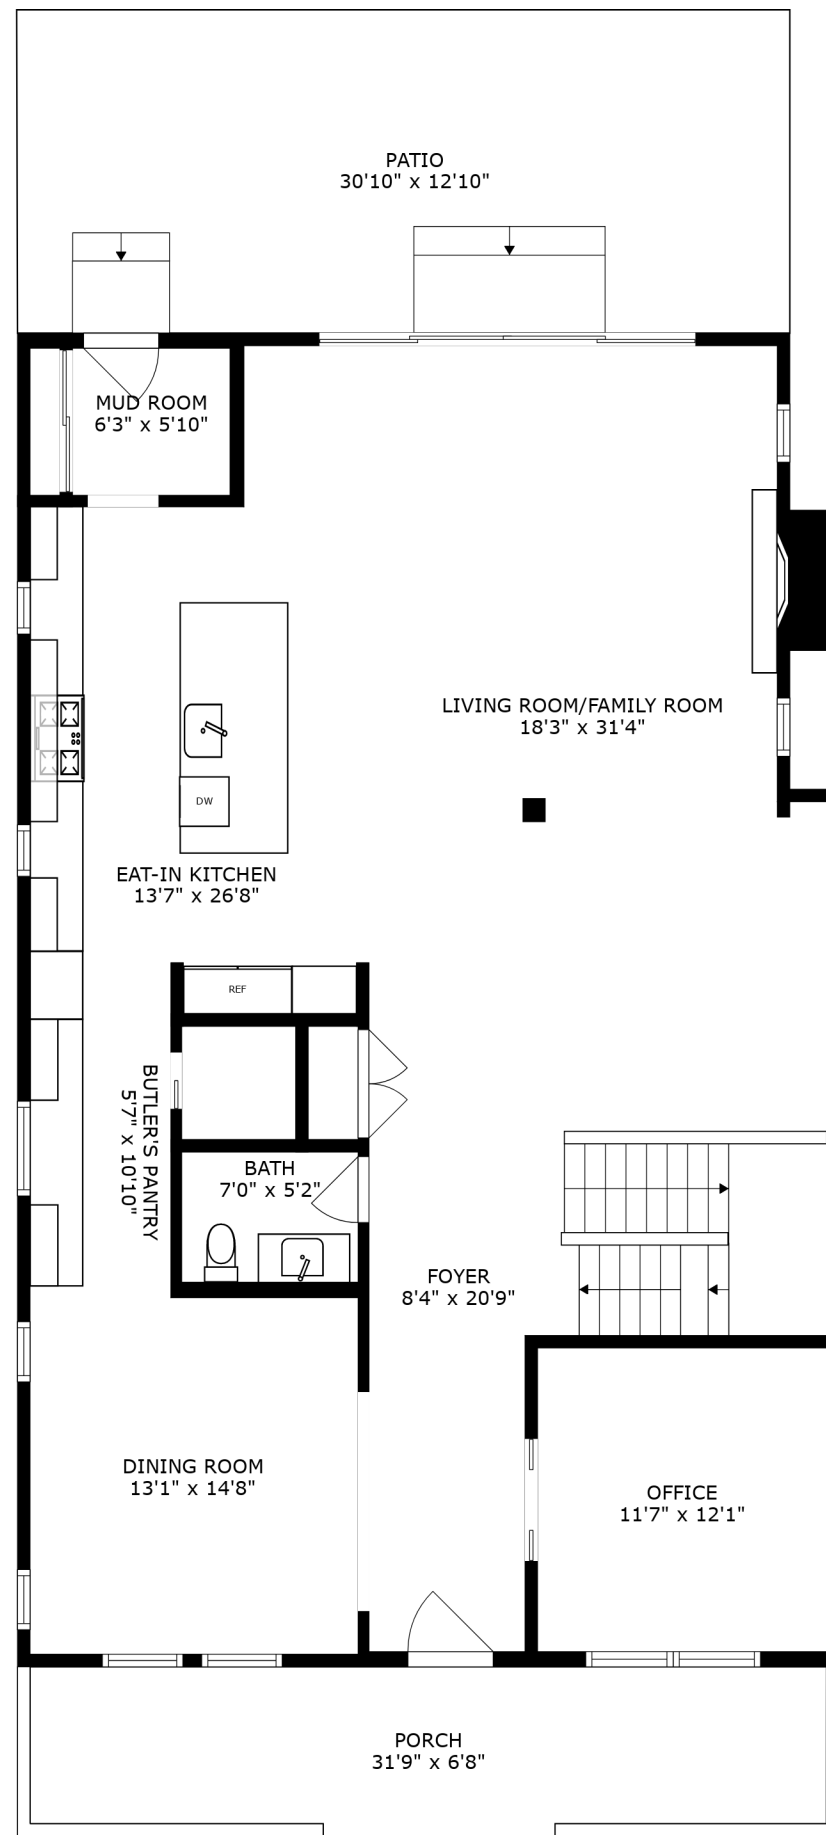 PATIO
30'10" x 12'10"
MUD ROOM
6'3" x 5'10"
LIVING ROOM/FAMILY ROOM
18'3" x 31'4"
DW
EAT-IN KITCHEN
13'7" x 26'8"
REF
BUTLER'S PANTRY
5'7" x 10'10"
BATH
7'0" x 5'2"
FOYER
8'4" x 20'9"
DINING ROOM
13'1" x 14'8"
OFFICE
11'7" x 12'1"
PORCH
31'9" x 6'8"